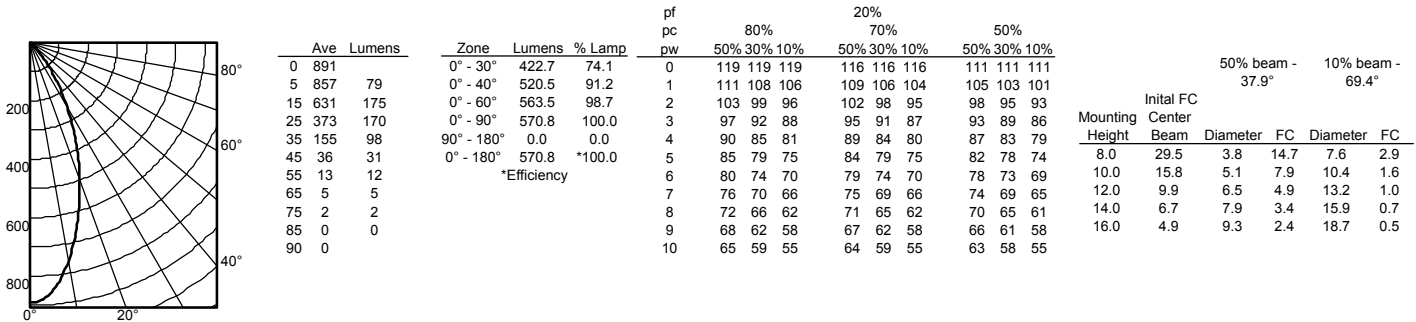 80°
60°
40°
200
400
600
800
0° 20°
Ave Lumens
0 891
5 857 79
15 631 175
25 373 170
35 155 98
45 36 31
55 13 12
65 5 5
75 2 2
85 0 0
90 0
Zone Lumens % Lamp
0° - 30° 422.7 74.1
0° - 40° 520.5 91.2
0° - 60° 563.5 98.7
0° - 90° 570.8 100.0
90° - 180° 0.0 0.0
0° - 180° 570.8 *100.0
*Efficiency
pf 20%
pc 80% 70% 50%
pw 50% 30% 10% 50% 30% 10% 50% 30% 10%
0 119 119 119 116 116 116 111 111 111
1 111 108 106 109 106 104 105 103 101
2 103 99 96 102 98 95 98 95 93
3 97 92 88 95 91 87 93 89 86
4 90 85 81 89 84 80 87 83 79
5 85 79 75 84 79 75 82 78 74
6 80 74 70 79 74 70 78 73 69
7 76 70 66 75 69 66 74 69 65
8 72 66 62 71 65 62 70 65 61
9 68 62 58 67 62 58 66 61 58
10 65 59 55 64 59 55 63 58 55
50% beam - 10% beam -
37.9° 69.4°
Inital FC
Mounting Center
Height Beam Diameter FC Diameter FC
8.0 29.5 3.8 14.7 7.6 2.9
10.0 15.8 5.1 7.9 10.4 1.6
12.0 9.9 6.5 4.9 13.2 1.0
14.0 6.7 7.9 3.4 15.9 0.7
16.0 4.9 9.3 2.4 18.7 0.5